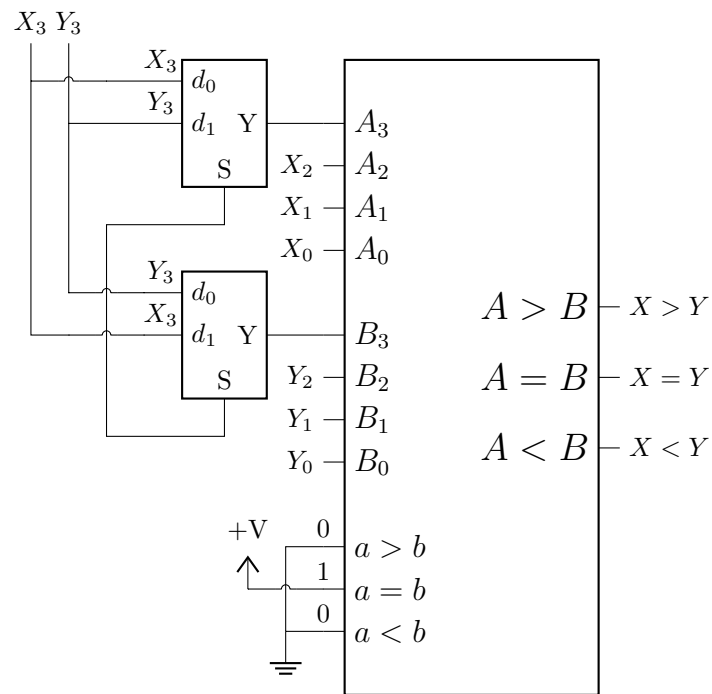 X₃ Y₃
X₃ d₀
Y₃ d₁ Y A₃
S X₂ A₂
X₁ A₁
X₀ A₀
Y₃ d₀
A > B X > Y
X₃ d₁ Y B₃
S Y₂ B₂ A = B X = Y
Y₁ B₁
A < B X < Y
Y₀ B₀
+V 0 a > b
1 a = b
0 a < b